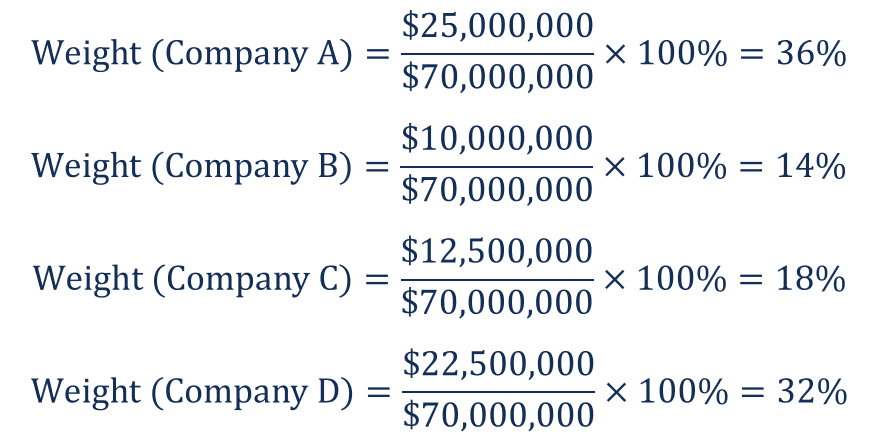 Weight (Company A) = $25,000,000 / $70,000,000 × 100% = 36%
Weight (Company B) = $10,000,000 / $70,000,000 × 100% = 14%
Weight (Company C) = $12,500,000 / $70,000,000 × 100% = 18%
Weight (Company D) = $22,500,000 / $70,000,000 × 100% = 32%